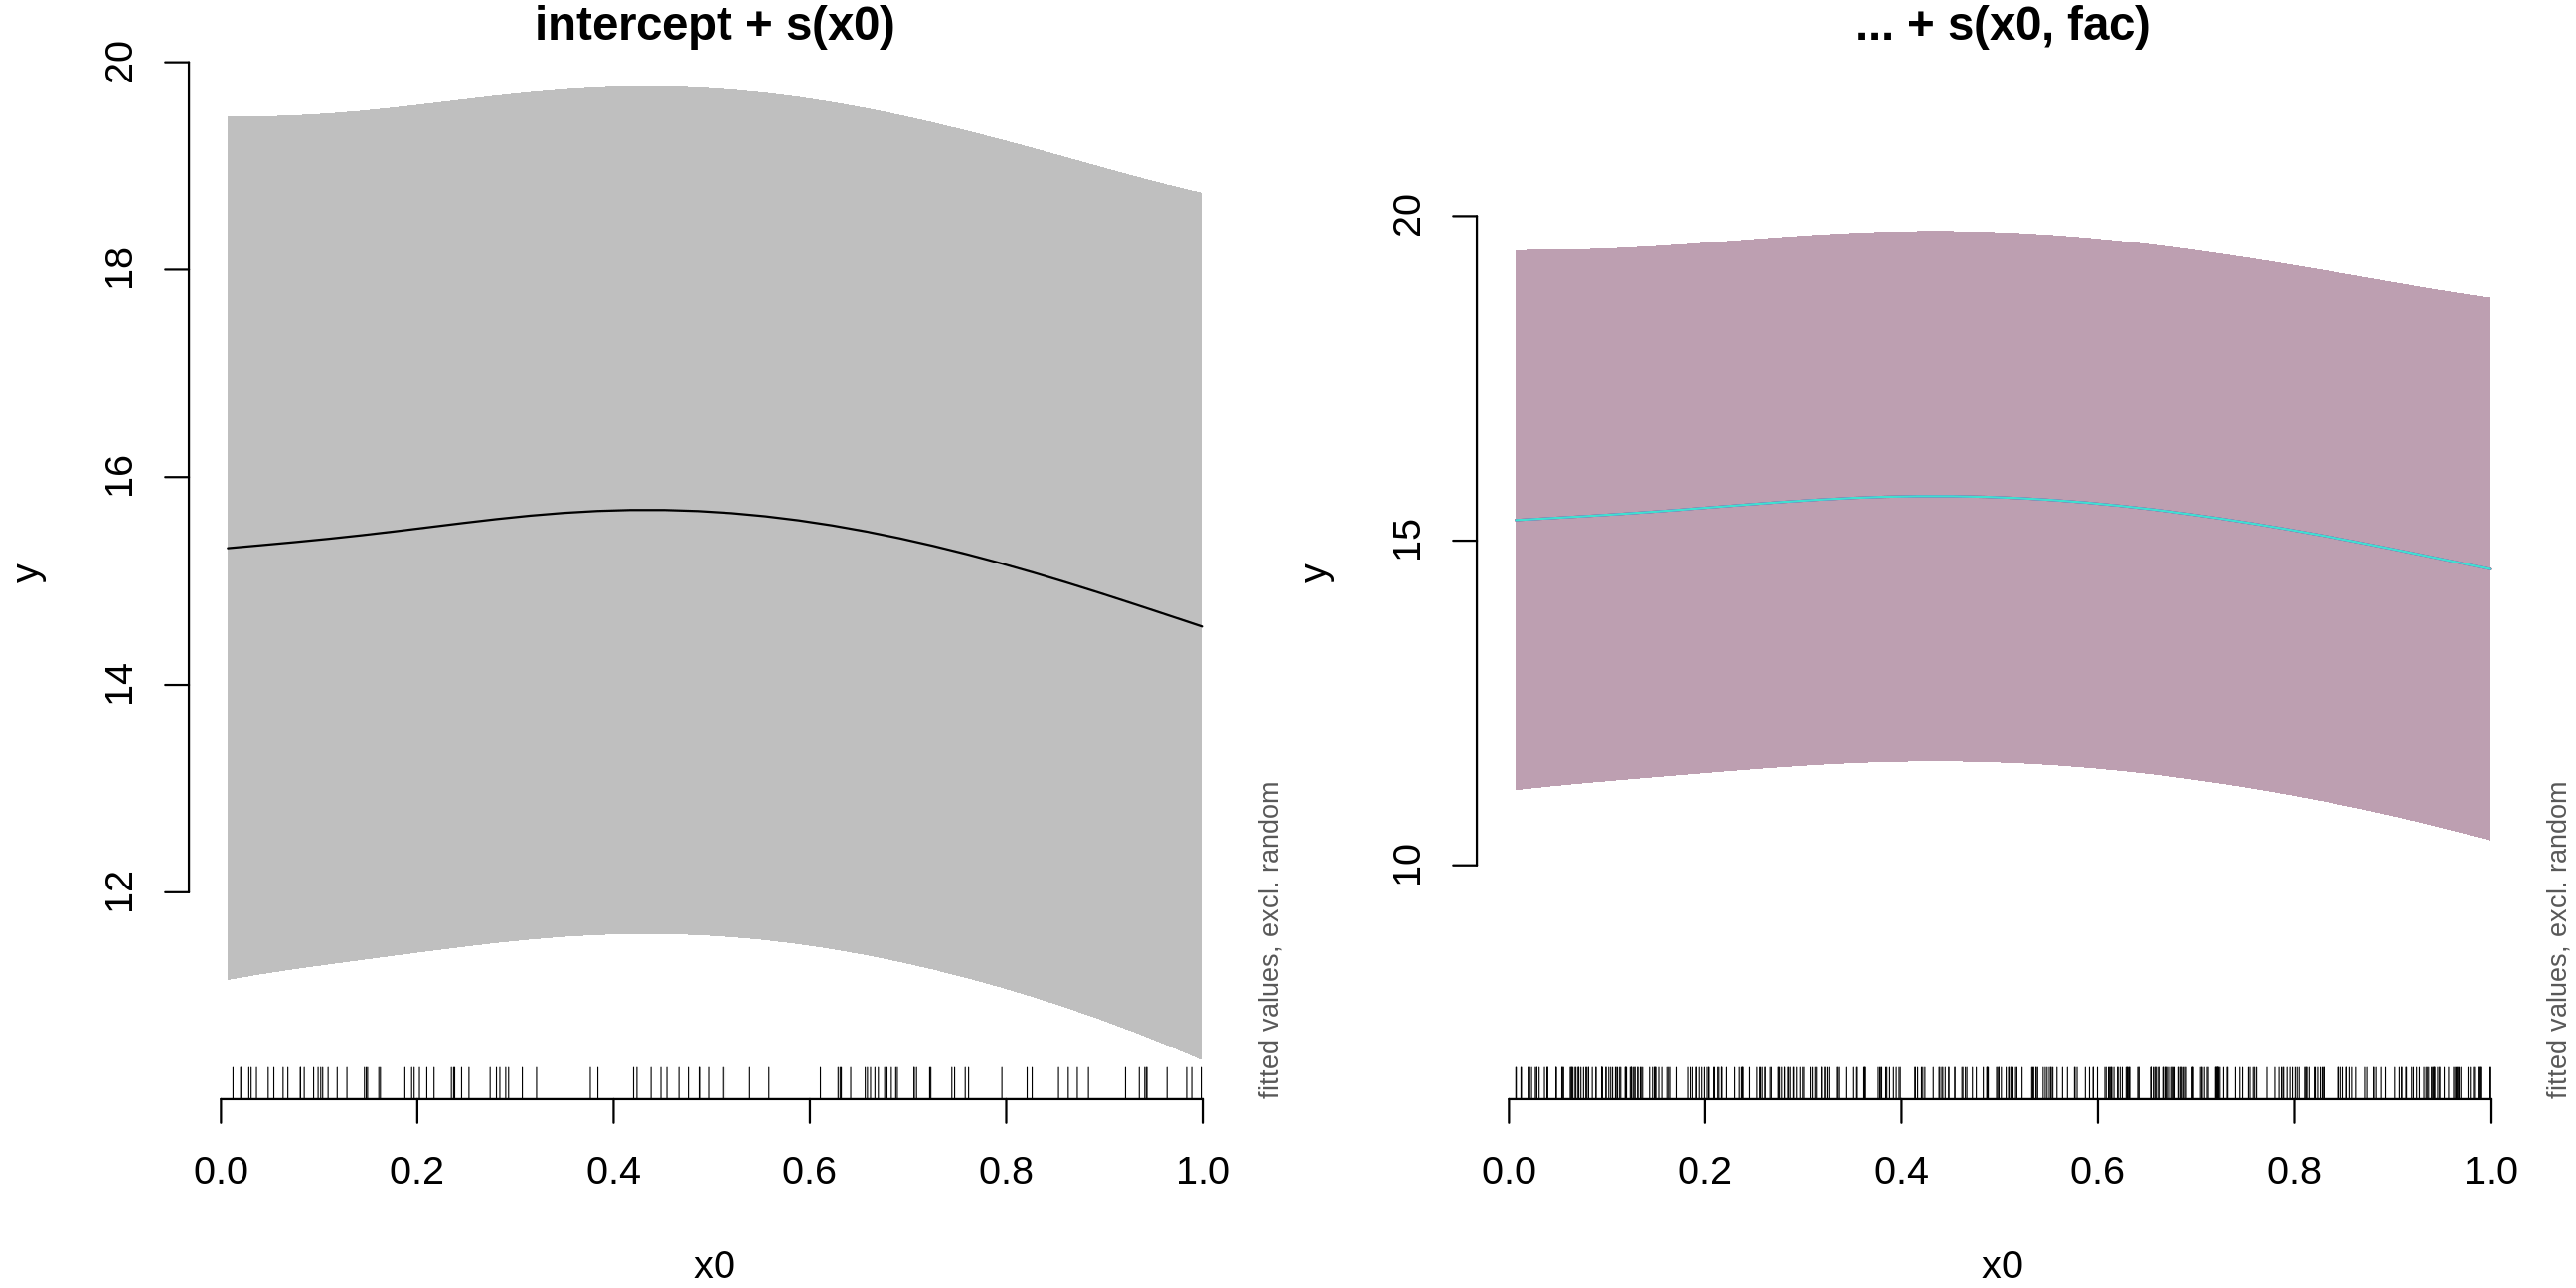 intercept + s(x0)
20
18
16
14
12
y
0.0 0.2 0.4 0.6 0.8 1.0
x0
fitted values, excl. random
... + s(x0, fac)
20
15
10
y
0.0 0.2 0.4 0.6 0.8 1.0
x0
fitted values, excl. random